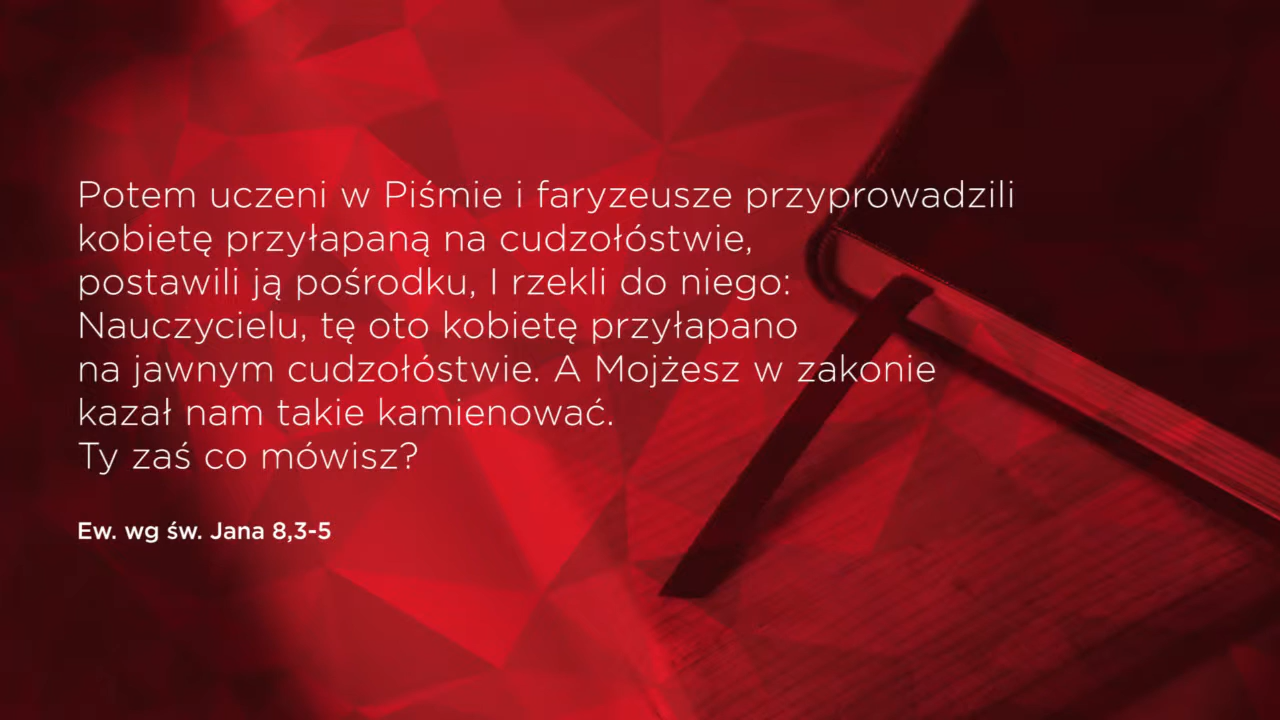 Potem uczeni w Piśmie i faryzeusze przyprowadzili
kobietę przyłapaną na cudzołóstwie,
postawili ją pośrodku, I rzekli do niego:
Nauczycielu, tę oto kobietę przyłapano
na jawnym cudzołóstwie. A Mojżesz w zakonie
kazał nam takie kamienować.
Ty zaś co mówisz?
Ew. wg św. Jana 8,3-5